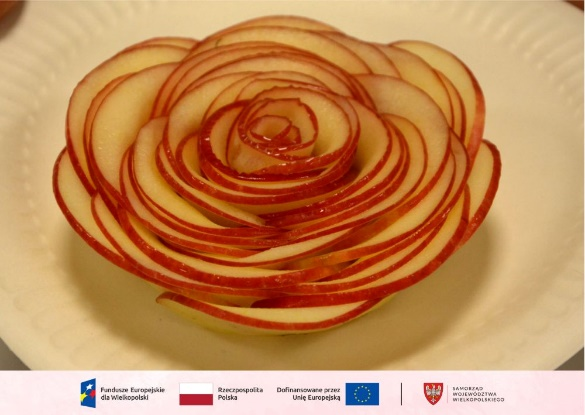 Fundusze Europejskie
dla Wielkopolski
Rzeczpospolita
Polska
Dofinansowane przez
Unię Europejską
SAMORZĄD
WOJEWÓDZTWA
WIELKOPOLSKIEGO